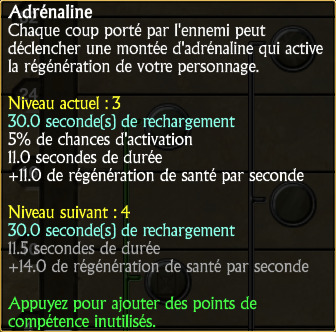 Adrénaline
Chaque coup porté par l'ennemi peut
déclencher une montée d'adrénaline qui active
la régénération de votre personnage.
Niveau actuel : 3
30.0 seconde(s) de rechargement
5% de chances d'activation
11.0 secondes de durée
+11.0 de régénération de santé par seconde
Niveau suivant : 4
30.0 seconde(s) de rechargement
11.5 secondes de durée
+14.0 de régénération de santé par seconde
Appuyez pour ajouter des points de
compétence inutilisés.